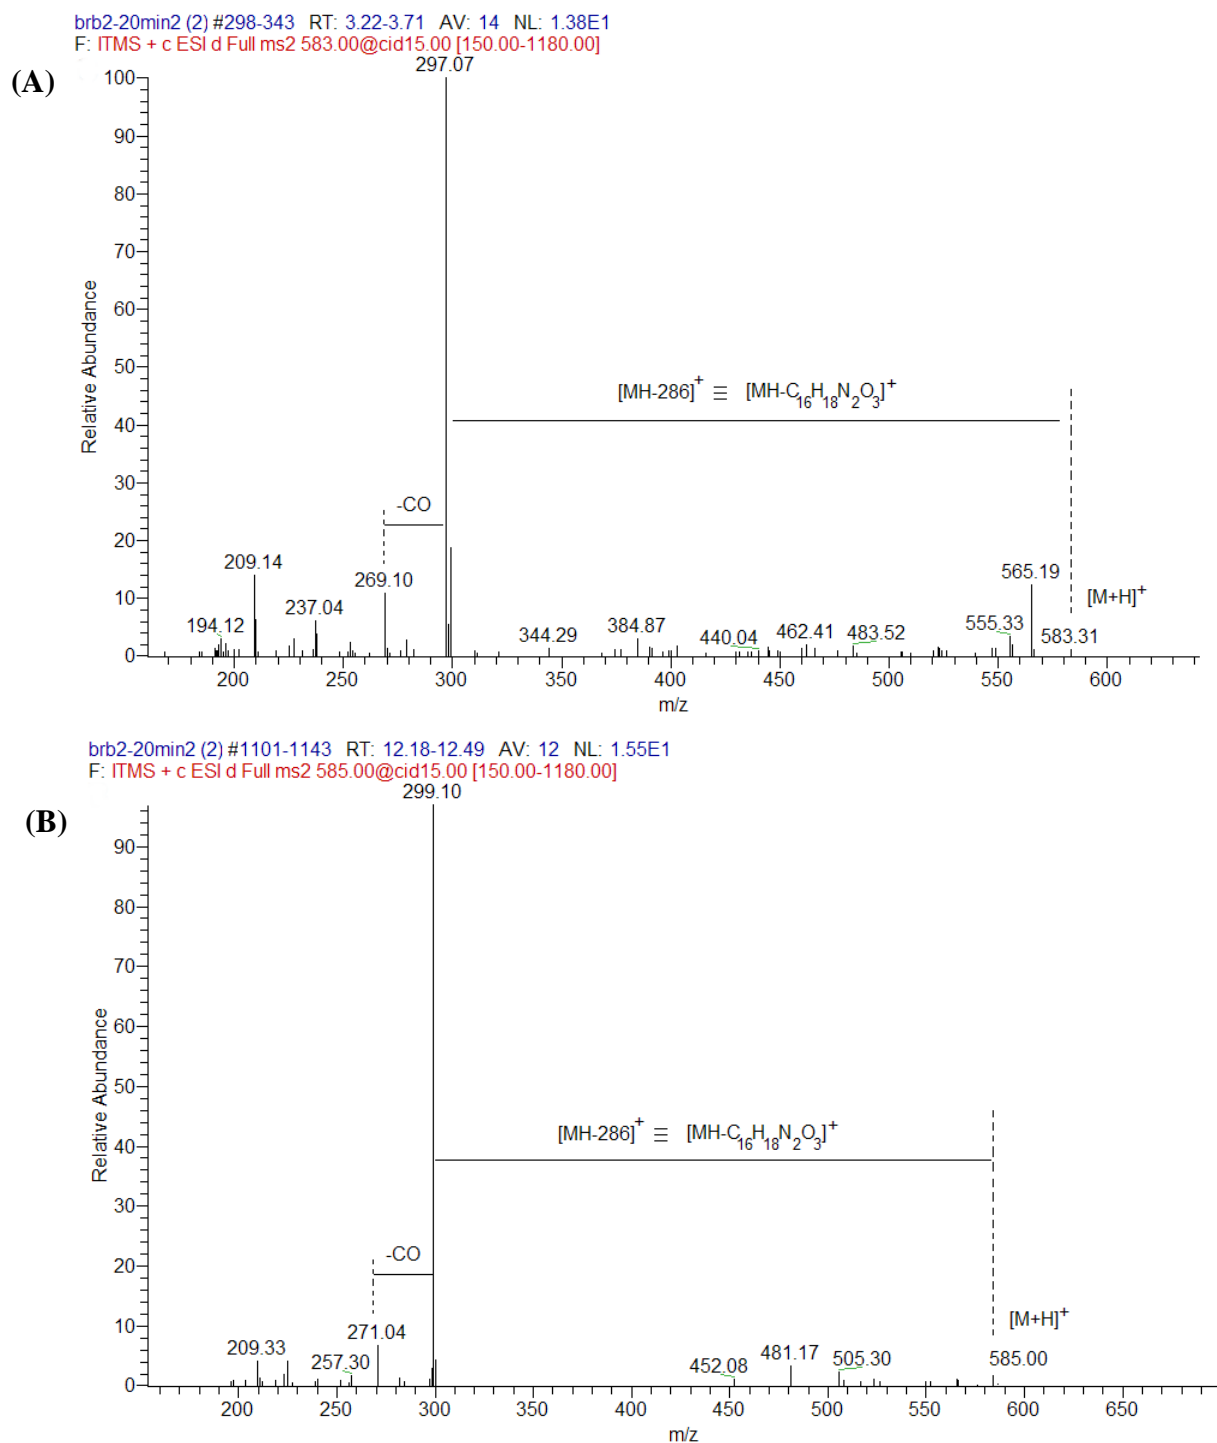 brb2-20min2 (2) #298-343 RT: 3.22-3.71 AV: 14 NL: 1.38E1
F: ITMS + c ESI d Full ms2 583.00@cid15.00 [150.00-1180.00]
(A)
297.07
100
90
80
70
60
50
40
30
20
10
0
Relative Abundance
[MH-286]+ ≡ [MH-C16H18N2O3]+
-CO
209.14
269.10
565.19
[M+H]+
237.04
194.12
344.29
384.87
440.04
462.41
483.52
555.33
583.31
200 250 300 350 400 450 500 550 600
m/z
brb2-20min2 (2) #1101-1143 RT: 12.18-12.49 AV: 12 NL: 1.55E1
F: ITMS + c ESI d Full ms2 585.00@cid15.00 [150.00-1180.00]
(B)
299.10
90
80
70
60
50
40
30
20
10
0
Relative Abundance
[MH-286]+ ≡ [MH-C16H18N2O3]+
-CO
[M+H]+
271.04
209.33
257.30
452.08
481.17
505.30
585.00
200 250 300 350 400 450 500 550 600 650
m/z